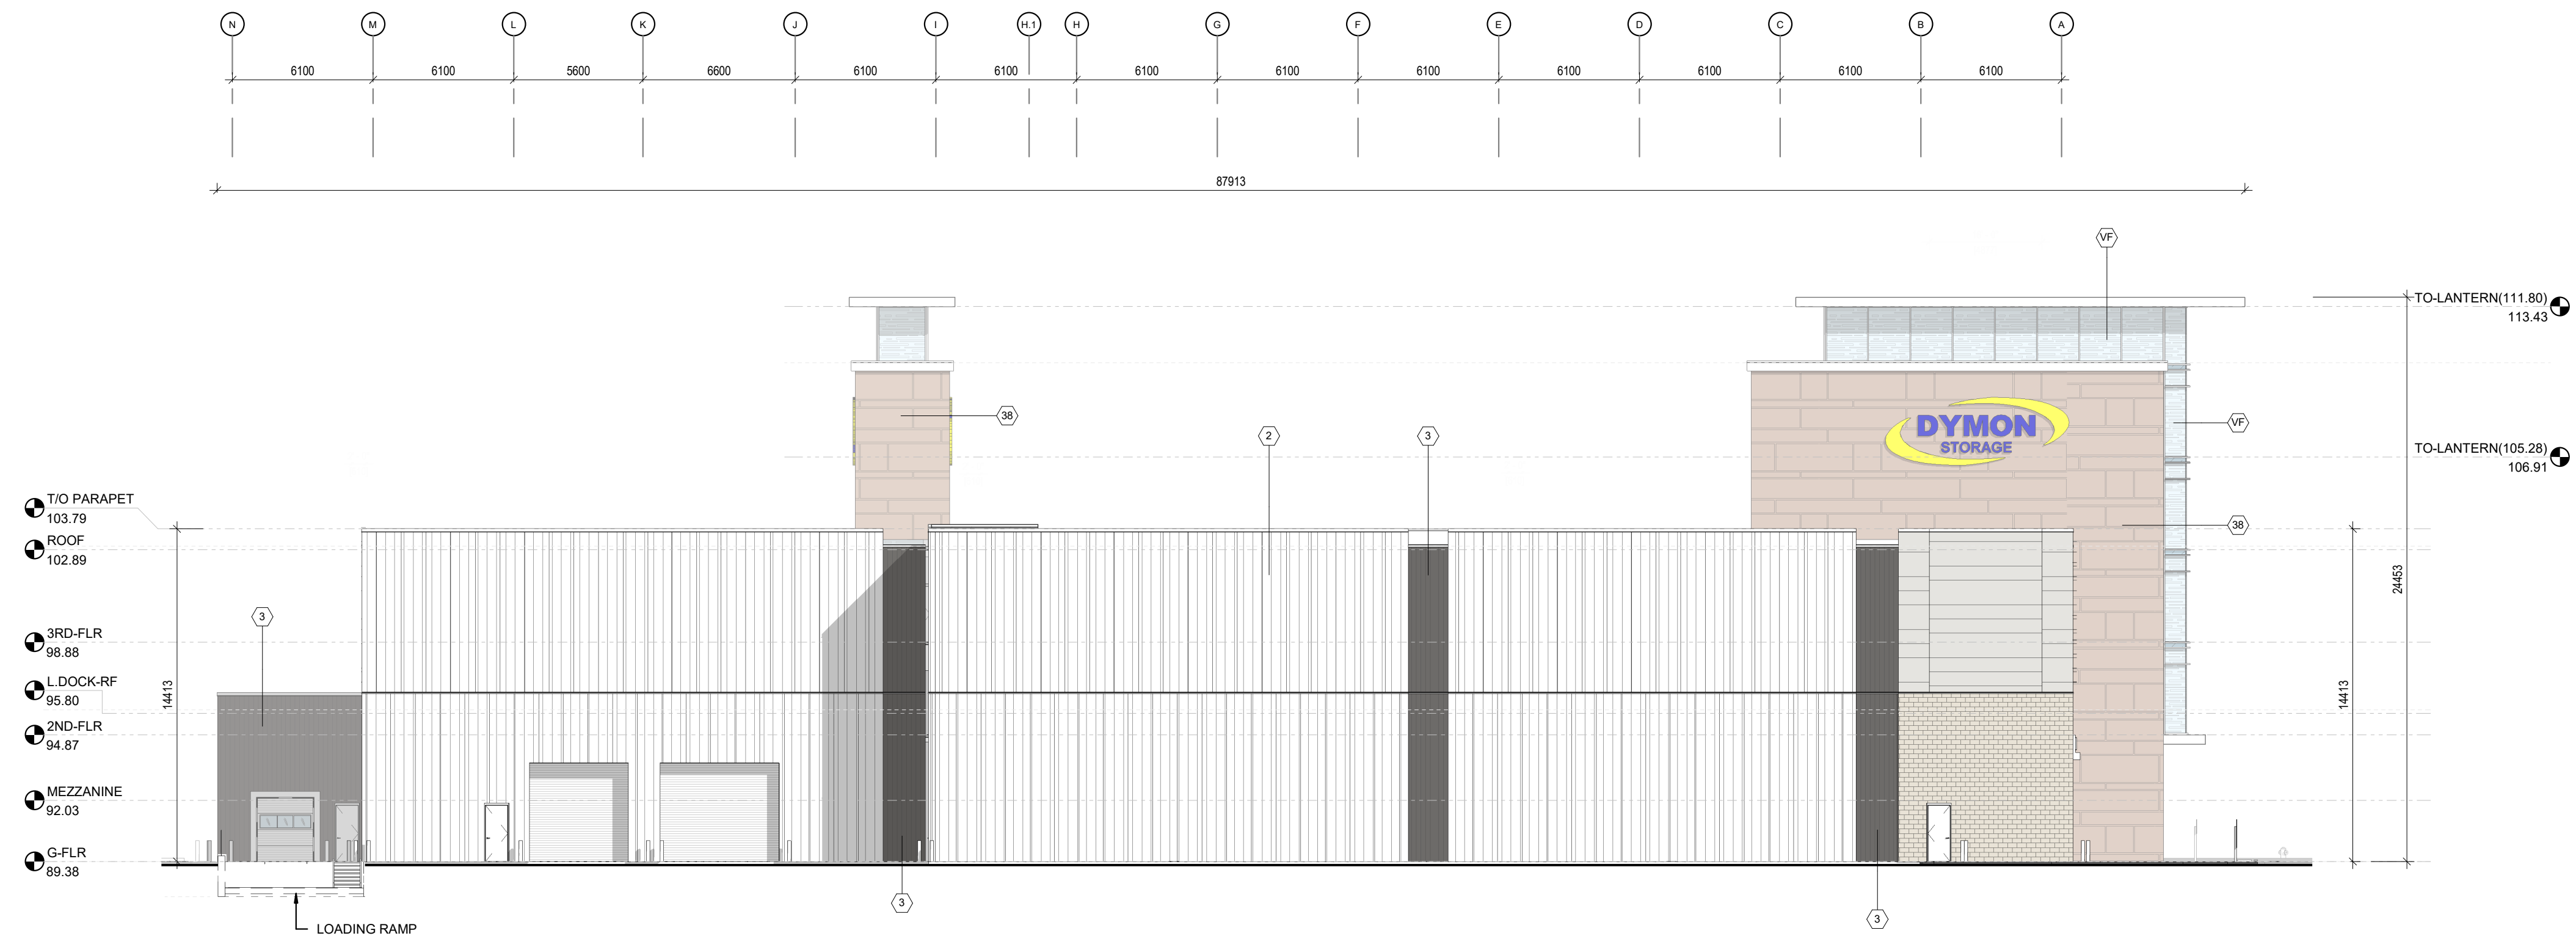 N M L K J I H.1 H G F E D C B A
6100 6100 5600 6600 6100 6100 6100 6100 6100 6100 6100 6100 6100
87913
VF
TO-LANTERN(111.80)
113.43
38
VF
DYMON
STORAGE
2
3
TO-LANTERN(105.28)
106.91
T/O PARAPET
103.79
38
ROOF
102.89
24453
3
3RD-FLR
98.88
L.DOCK-RF
95.80
14413
14413
2ND-FLR
94.87
MEZZANINE
92.03
G-FLR
89.38
3
3
LOADING RAMP